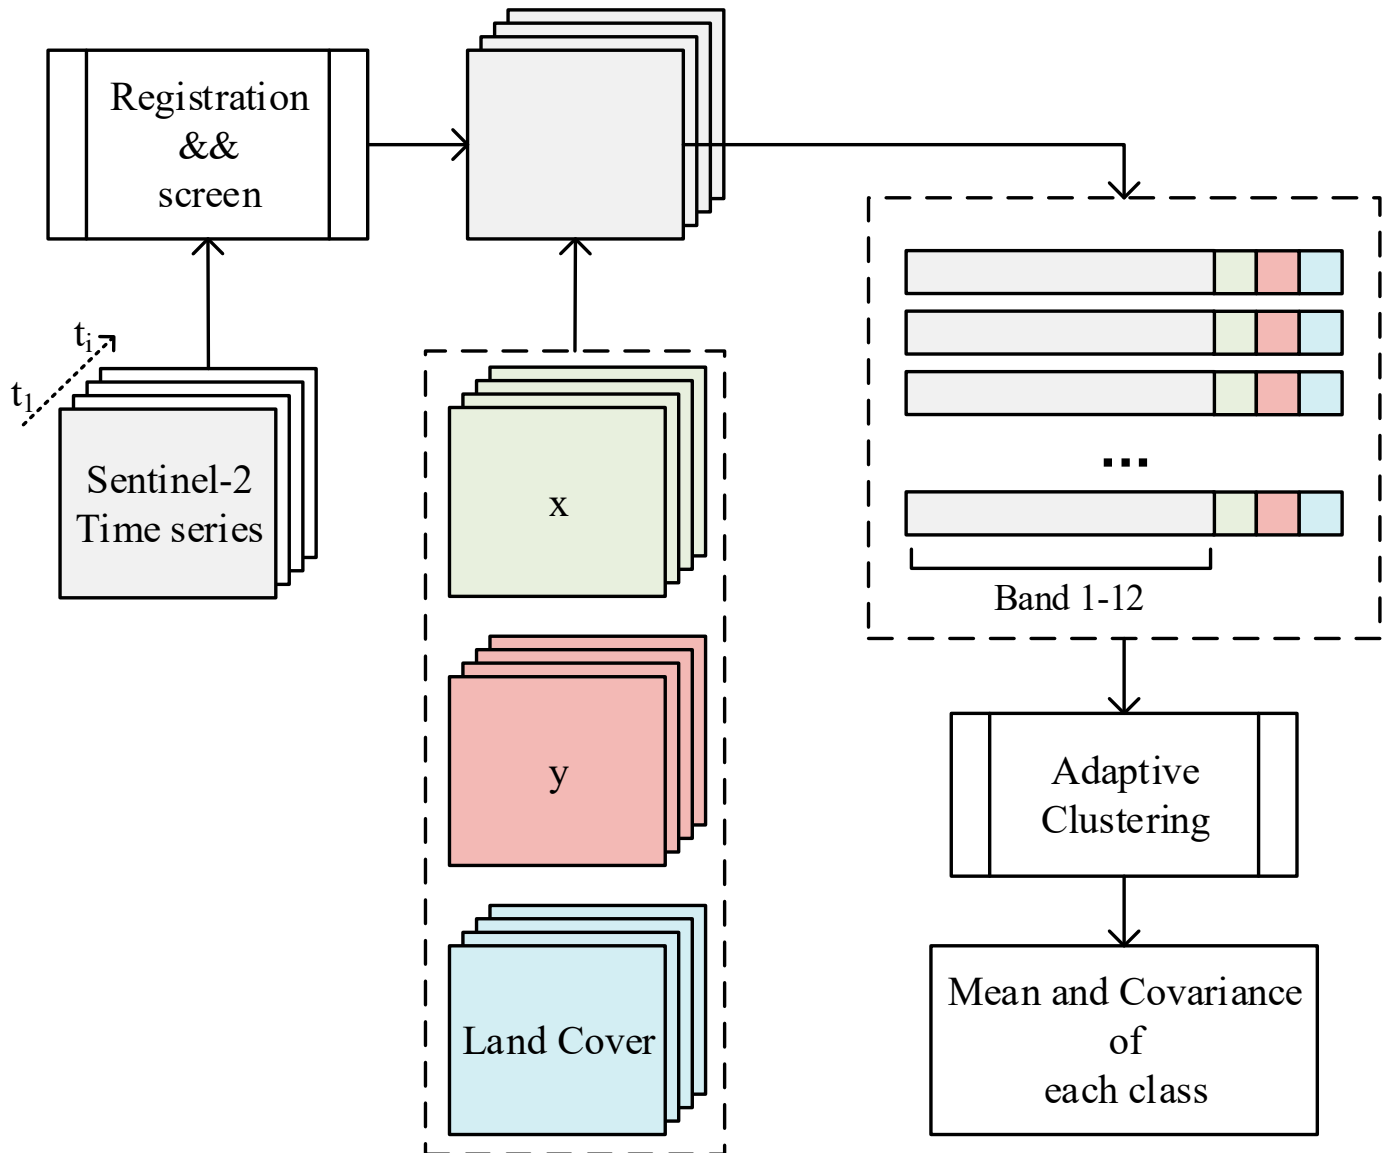 Registration
&&
screen
t1
ti
Sentinel-2
Time series
x
y
Land Cover
...
Band 1-12
Adaptive
Clustering
Mean and Covariance
of
each class